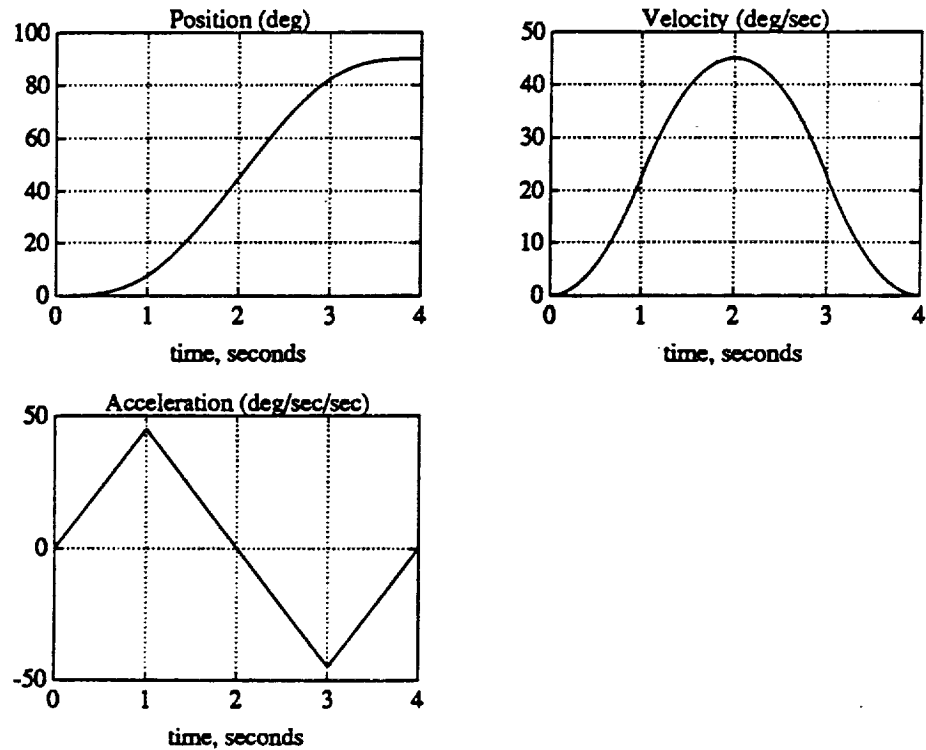 Position (deg)
100
80
60
40
20
0
0 1 2 3 4
time, seconds
Velocity (deg/sec)
50
40
30
20
10
0
0 1 2 3 4
time, seconds
Acceleration (deg/sec/sec)
50
0
-50
0 1 2 3 4
time, seconds